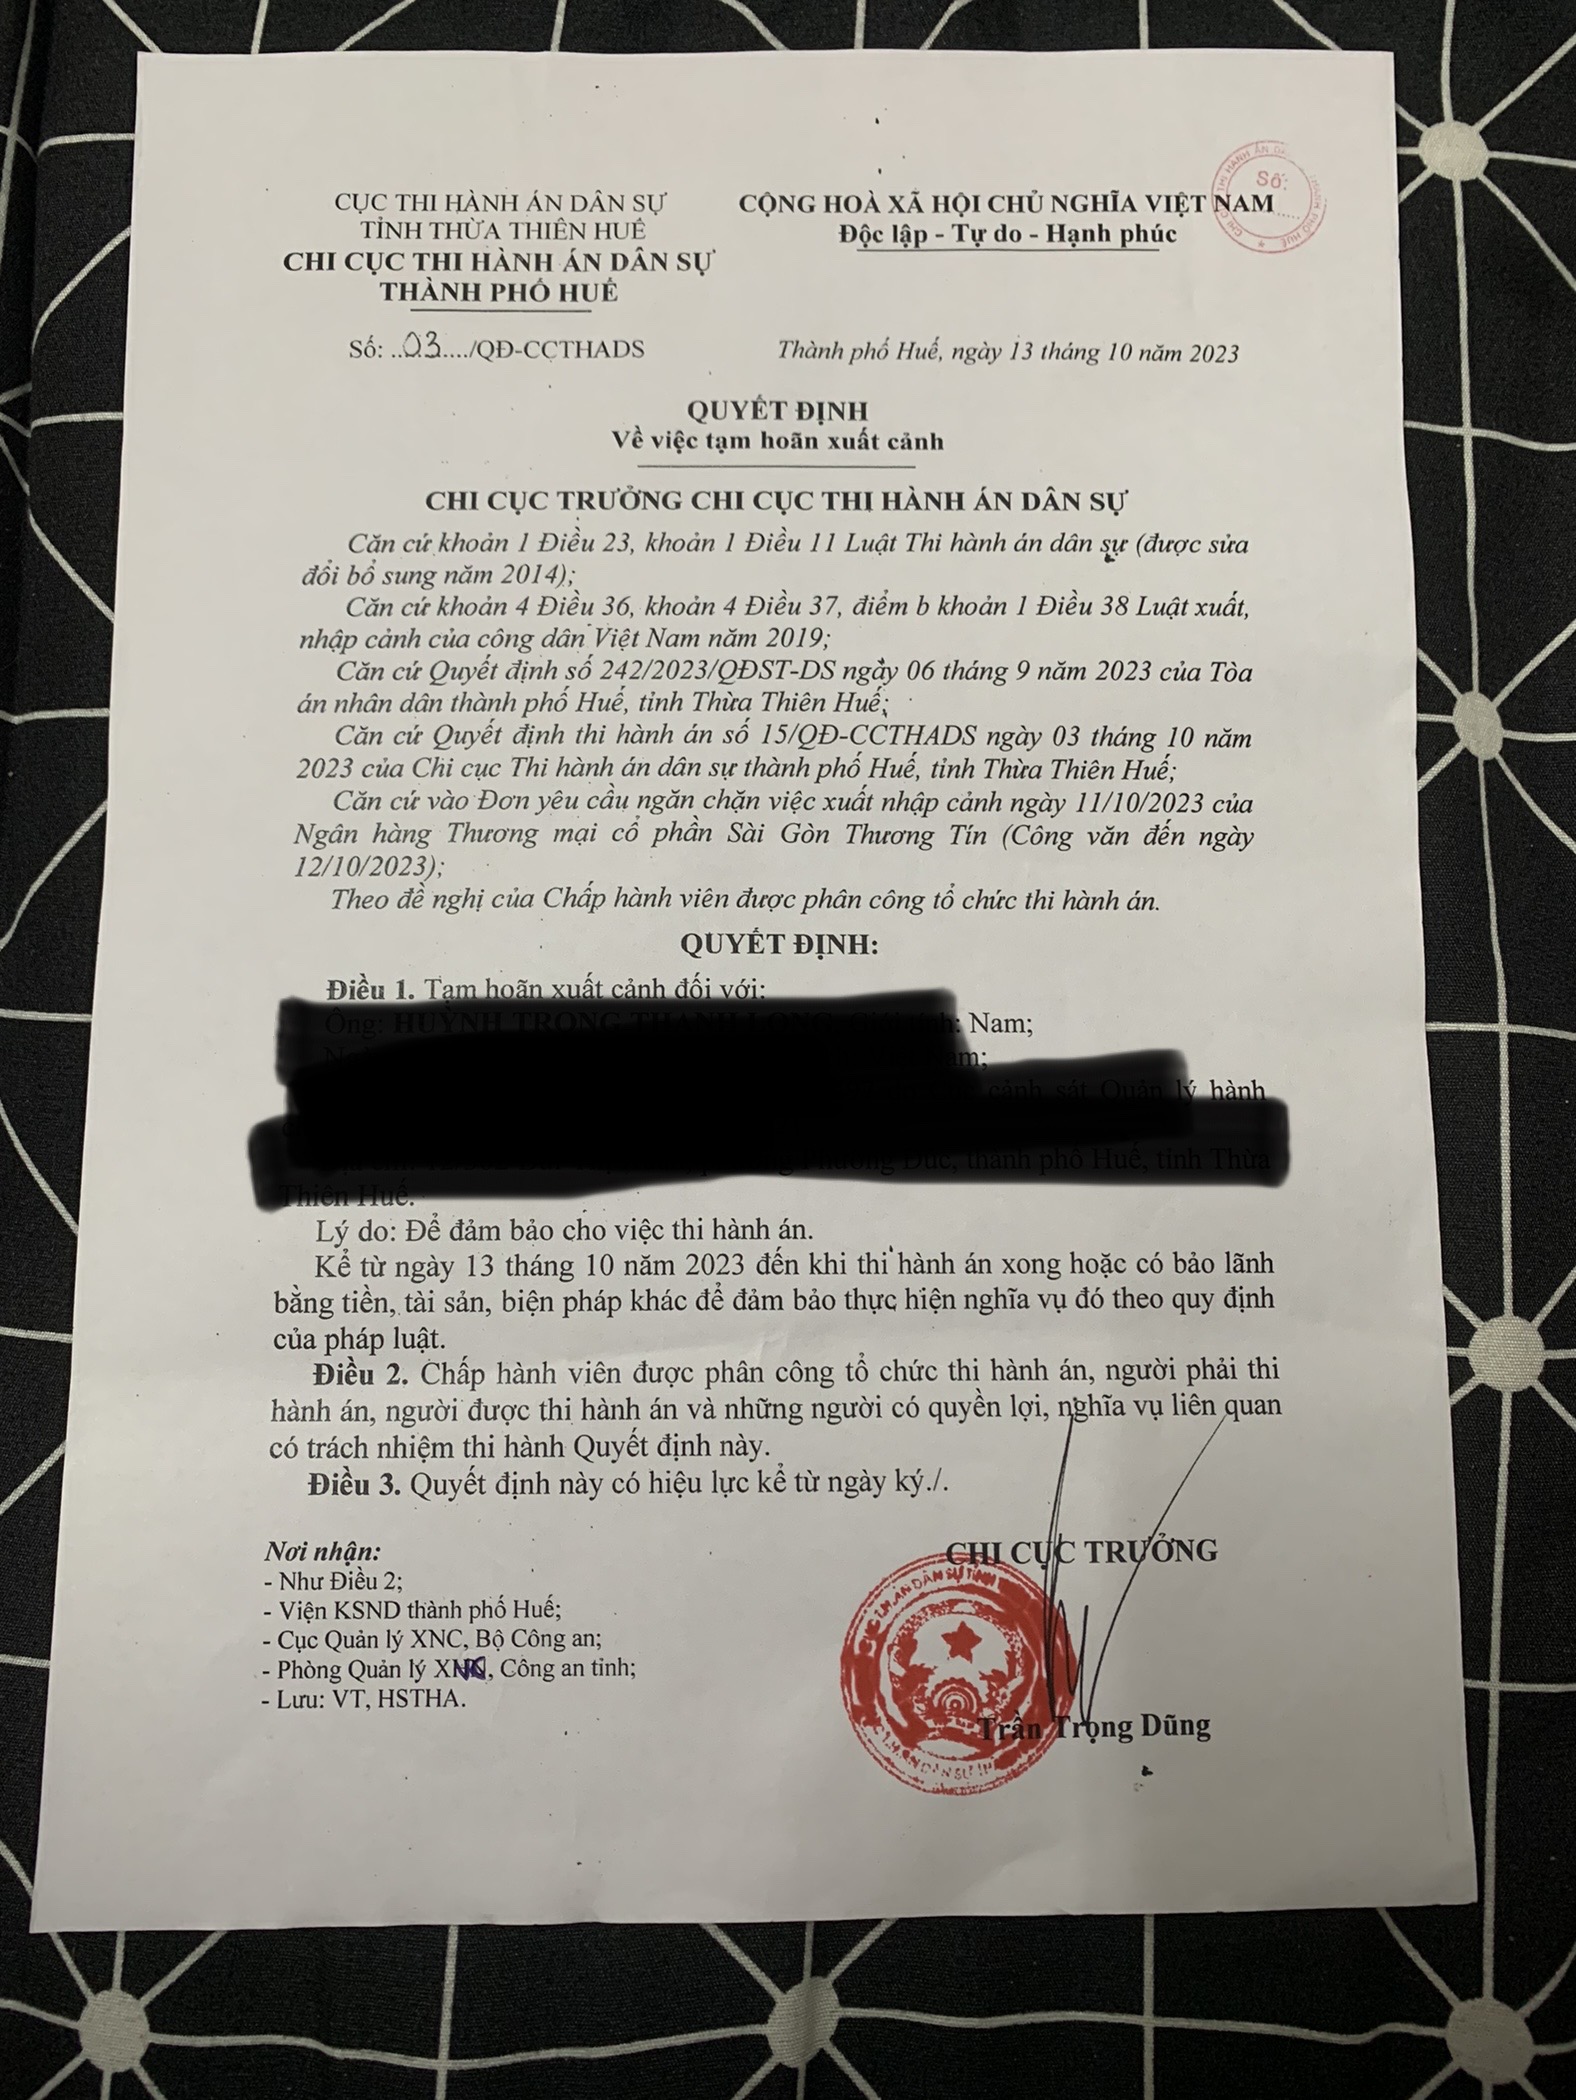 CỤC THI HÀNH ÁN DÂN SỰ
TỈNH THỪA THIÊN HUẾ
CHI CỤC THI HÀNH ÁN DÂN SỰ
THÀNH PHỐ HUẾ
CỘNG HOÀ XÃ HỘI CHỦ NGHĨA VIỆT NAM
Độc lập - Tự do - Hạnh phúc
Số:
Số: ..03..../QĐ-CCTHADS
Thành phố Huế, ngày 13 tháng 10 năm 2023
QUYẾT ĐỊNH
Về việc tạm hoãn xuất cảnh
CHI CỤC TRƯỞNG CHI CỤC THI HÀNH ÁN DÂN SỰ
Căn cứ khoản 1 Điều 23, khoản 1 Điều 11 Luật Thi hành án dân sự (được sửa
đổi bổ sung năm 2014);
Căn cứ khoản 4 Điều 36, khoản 4 Điều 37, điểm b khoản 1 Điều 38 Luật xuất,
nhập cảnh của công dân Việt Nam năm 2019;
Căn cứ Quyết định số 242/2023/QĐST-DS ngày 06 tháng 9 năm 2023 của Tòa
án nhân dân thành phố Huế, tỉnh Thừa Thiên Huế;
Căn cứ Quyết định thi hành án số 15/QĐ-CCTHADS ngày 03 tháng 10 năm
2023 của Chi cục Thi hành án dân sự thành phố Huế, tỉnh Thừa Thiên Huế;
Căn cứ vào Đơn yêu cầu ngăn chặn việc xuất nhập cảnh ngày 11/10/2023 của
Ngân hàng Thương mại cổ phần Sài Gòn Thương Tín (Công văn đến ngày
12/10/2023);
Theo đề nghị của Chấp hành viên được phân công tổ chức thi hành án.
QUYẾT ĐỊNH:
Điều 1. Tạm hoãn xuất cảnh đối với:
Nam;
hành
Lý do: Để đảm bảo cho việc thi hành án.
Kể từ ngày 13 tháng 10 năm 2023 đến khi thi hành án xong hoặc có bảo lãnh
bằng tiền, tài sản, biện pháp khác để đảm bảo thực hiện nghĩa vụ đó theo quy định
của pháp luật.
Điều 2. Chấp hành viên được phân công tổ chức thi hành án, người phải thi
hành án, người được thi hành án và những người có quyền lợi, nghĩa vụ liên quan
có trách nhiệm thi hành Quyết định này.
Điều 3. Quyết định này có hiệu lực kể từ ngày ký./.
Nơi nhận:
- Như Điều 2;
- Viện KSND thành phố Huế;
- Cục Quản lý XNC, Bộ Công an;
- Phòng Quản lý XNC, Công an tỉnh;
- Lưu: VT, HSTHA.
CHI CỤC TRƯỞNG
Trần Trọng Dũng